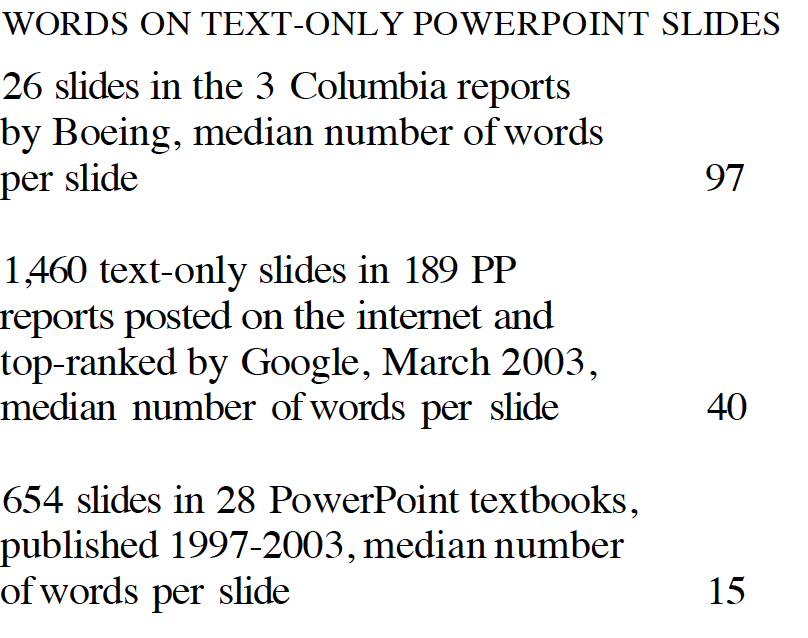 WORDS ON TEXT-ONLY POWERPOINT SLIDES
26 slides in the 3 Columbia reports
by Boeing, median number of words
per slide 97
1,460 text-only slides in 189 PP
reports posted on the internet and
top-ranked by Google, March 2003,
median number of words per slide 40
654 slides in 28 PowerPoint textbooks,
published 1997-2003, median number
of words per slide 15